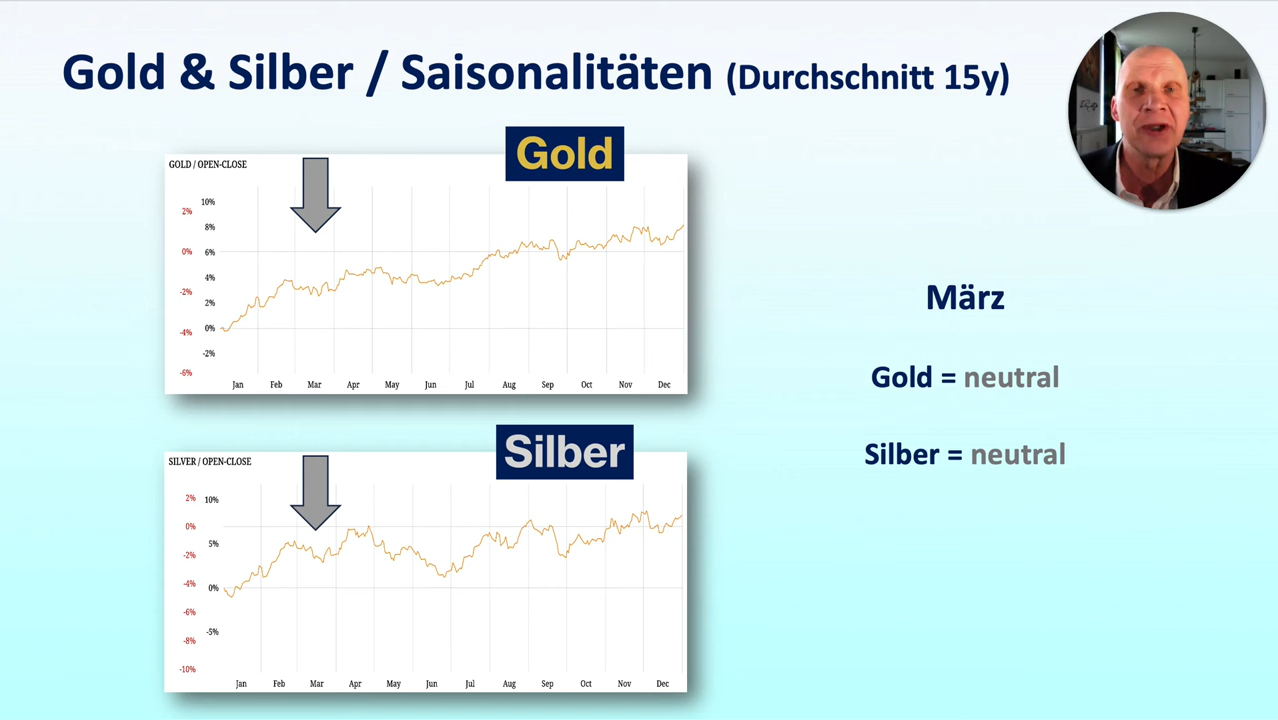 Gold & Silber / Saisonalitäten (Durchschnitt 15y)
Gold
GOLD / OPEN-CLOSE
10%
2%
8%
0%
6%
4%
-2%
2%
-4%
0%
-2%
-6%
Jan Feb Mar Apr May Jun Jul Aug Sep Oct Nov Dec
März
Gold = neutral
Silber = neutral
Silber
SILVER / OPEN-CLOSE
2% 10%
0%
5%
-2%
-4% 0%
-6%
-5%
-8%
-10%
Jan Feb Mar Apr May Jun Jul Aug Sep Oct Nov Dec